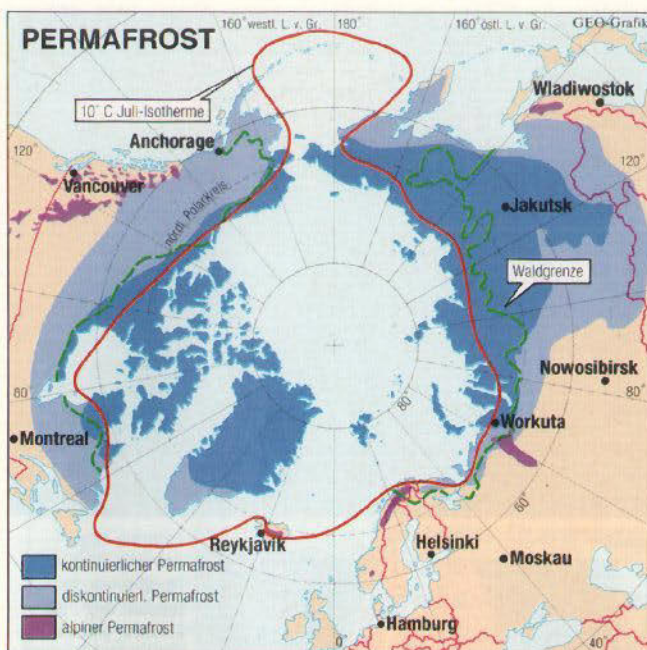 160° westl. L. v. Gr.
180°
160° östl. L. v. Gr.
GEO-Grafik
PERMAFROST
10° C Juli-Isotherme
Wladiwostok
Anchorage
120°
120°
Vancouver
nördl. Polarkreis
Jakutsk
Waldgrenze
Nowosibirsk
80°
80°
80°
Montreal
Workuta
60°
Reykjavik
Helsinki
Moskau
kontinuierlicher Permafrost
diskontinuierl. Permafrost
alpiner Permafrost
Hamburg
0
40°